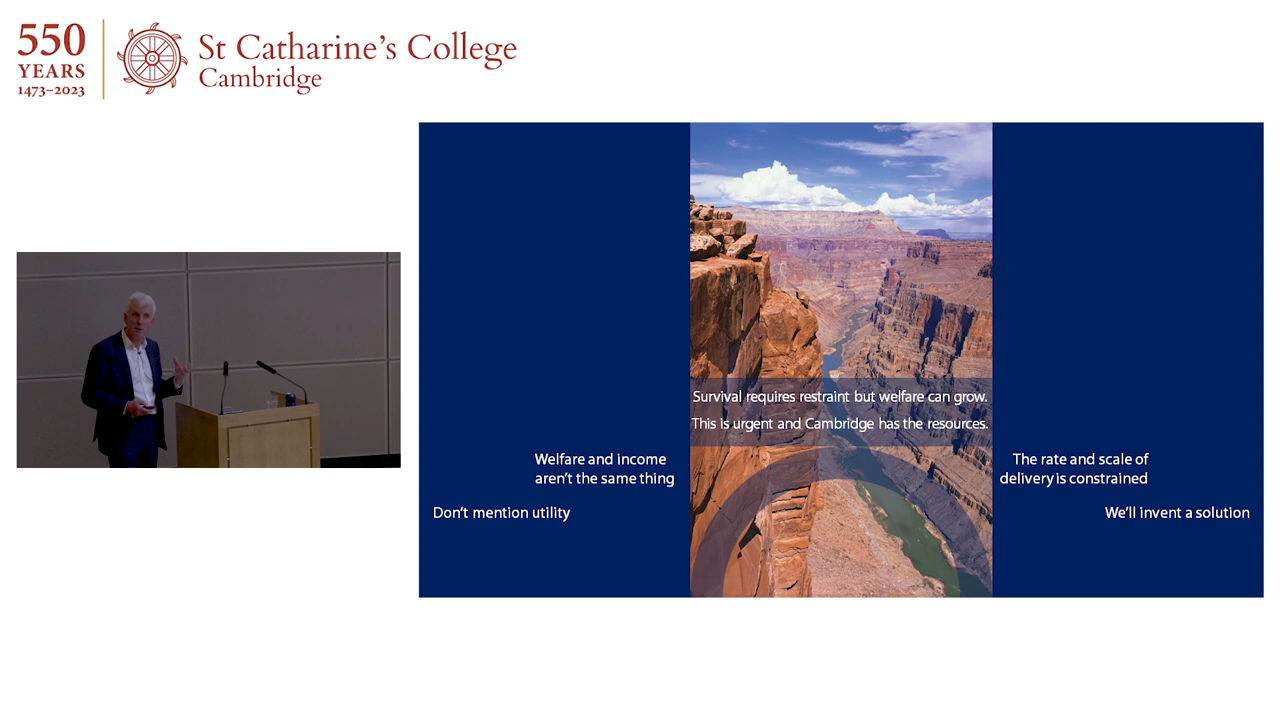 550
YEARS
1473–2023
St Catharine’s College
Cambridge
Survival requires restraint but welfare can grow.
This is urgent and Cambridge has the resources.
Welfare and income
aren’t the same thing
Don’t mention utility
The rate and scale of
delivery is constrained
We’ll invent a solution